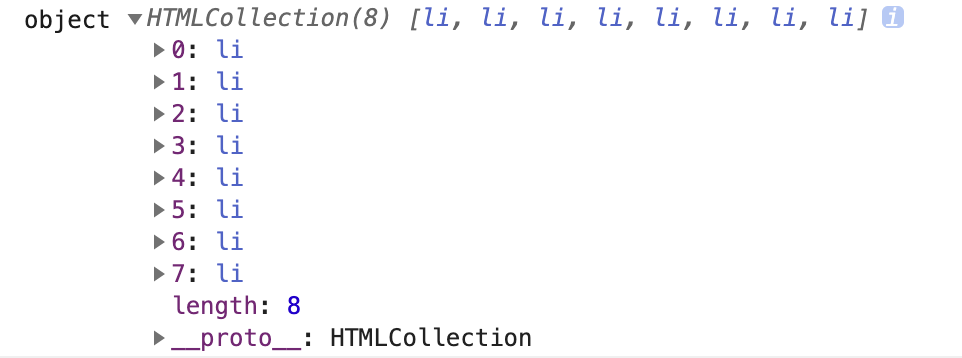 object ▼HTMLCollection(8) [li, li, li, li, li, li, li, li] i
▶0: li
▶1: li
▶2: li
▶3: li
▶4: li
▶5: li
▶6: li
▶7: li
length: 8
▶__proto__: HTMLCollection